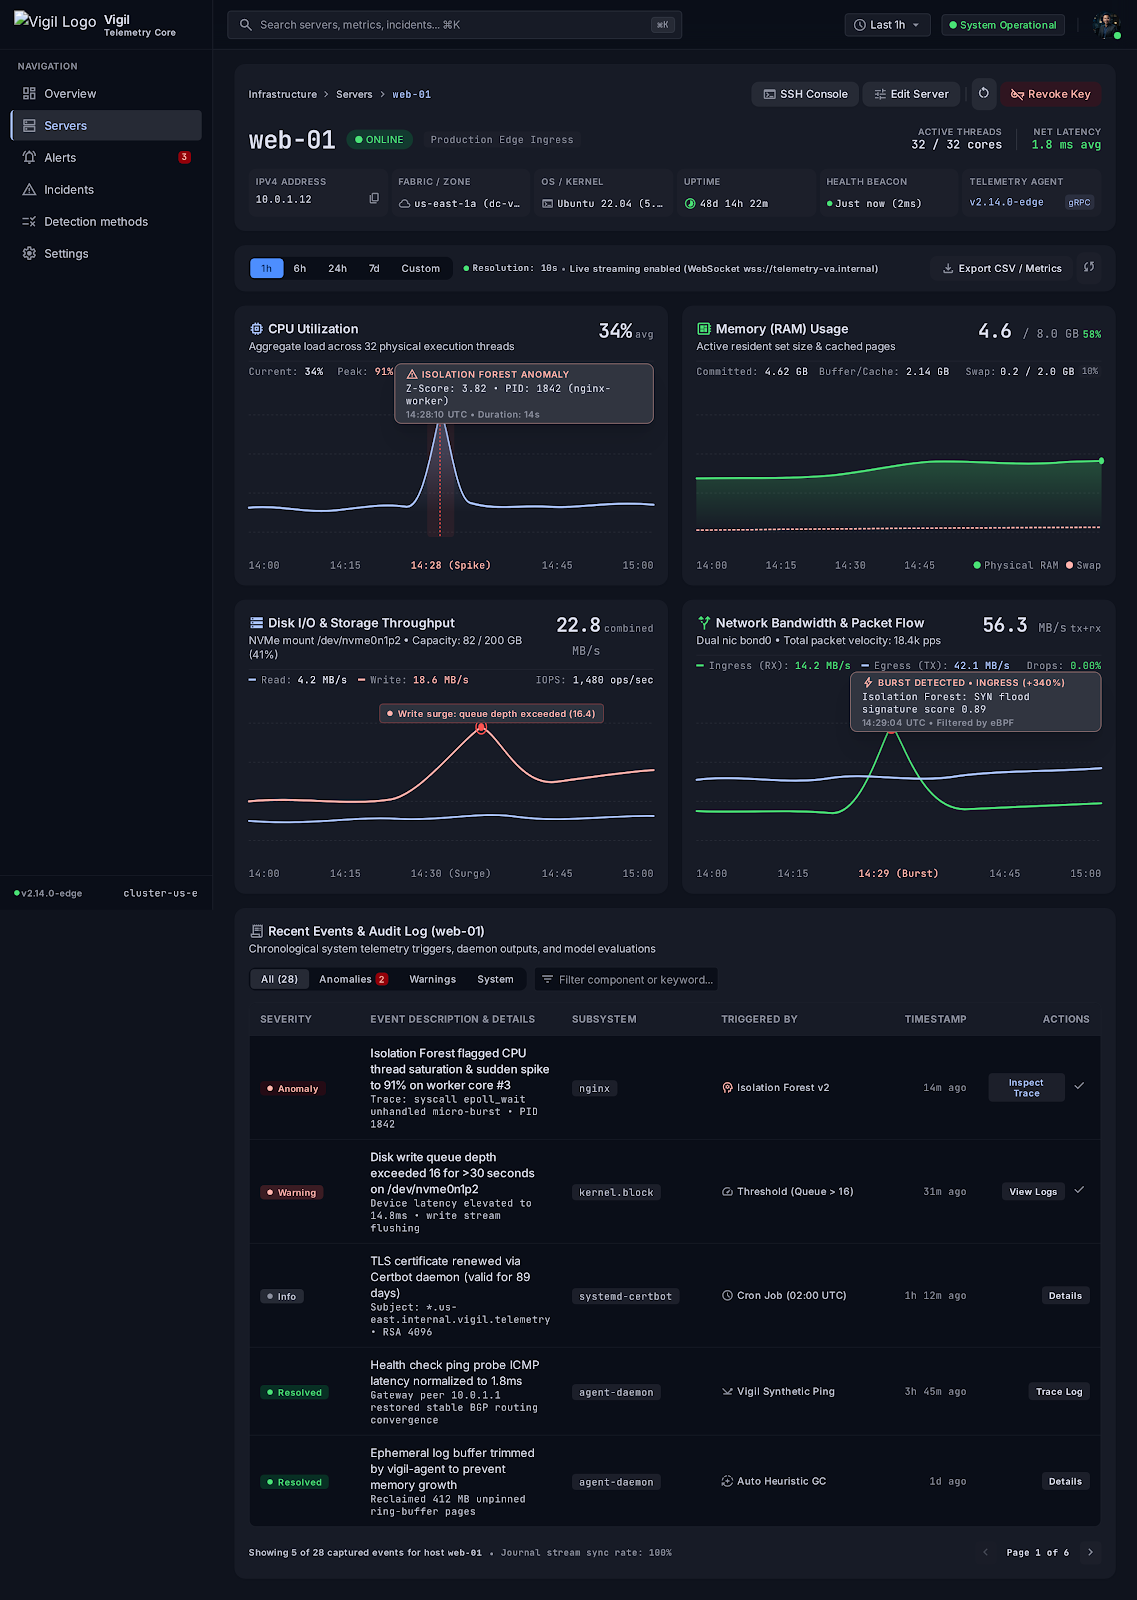 Vigil Logo
Vigil
Telemetry Core
Search servers, metrics, incidents... ⌘K
⌘K
Last 1h
System Operational
NAVIGATION
Overview
Servers
Alerts
3
Incidents
Detection methods
Settings
v2.14.0-edge
cluster-us-e
Infrastructure > Servers > web-01
SSH Console
Edit Server
Revoke Key
web-01
ONLINE
Production Edge Ingress
ACTIVE THREADS
32 / 32 cores
NET LATENCY
1.8 ms avg
IPV4 ADDRESS
10.0.1.12
FABRIC / ZONE
us-east-1a (dc-v…
OS / KERNEL
Ubuntu 22.04 (5.…
UPTIME
48d 14h 22m
HEALTH BEACON
Just now (2ms)
TELEMETRY AGENT
v2.14.0-edge
gRPC
1h
6h
24h
7d
Custom
Resolution: 10s • Live streaming enabled (WebSocket wss://telemetry-va.internal)
Export CSV / Metrics
CPU Utilization
34% avg
Aggregate load across 32 physical execution threads
Current: 34% Peak: 91%
ISOLATION FOREST ANOMALY
Z-Score: 3.82 • PID: 1842 (nginx-
worker)
14:28:10 UTC • Duration: 14s
14:00
14:15
14:28 (Spike)
14:45
15:00
Memory (RAM) Usage
4.6 / 8.0 GB 58%
Active resident set size & cached pages
Committed: 4.62 GB Buffer/Cache: 2.14 GB Swap: 0.2 / 2.0 GB 10%
14:00
14:15
14:30
14:45
Physical RAM
Swap
Disk I/O & Storage Throughput
22.8 combined
MB/s
NVMe mount /dev/nvme0n1p2 • Capacity: 82 / 200 GB
(41%)
Read: 4.2 MB/s Write: 18.6 MB/s IOPS: 1,480 ops/sec
Write surge: queue depth exceeded (16.4)
14:00
14:15
14:30 (Surge)
14:45
15:00
Network Bandwidth & Packet Flow
56.3 MB/s tx+rx
Dual nic bond0 • Total packet velocity: 18.4k pps
Ingress (RX): 14.2 MB/s Egress (TX): 42.1 MB/s Drops: 0.00%
BURST DETECTED • INGRESS (+340%)
Isolation Forest: SYN flood
signature score 0.89
14:29:04 UTC • Filtered by eBPF
14:00
14:15
14:29 (Burst)
14:45
15:00
Recent Events & Audit Log (web-01)
Chronological system telemetry triggers, daemon outputs, and model evaluations
All (28)
Anomalies 2
Warnings
System
Filter component or keyword...
SEVERITY
EVENT DESCRIPTION & DETAILS
SUBSYSTEM
TRIGGERED BY
TIMESTAMP
ACTIONS
Anomaly
Isolation Forest flagged CPU
thread saturation & sudden spike
to 91% on worker core #3
Trace: syscall epoll_wait
unhandled micro-burst • PID
1842
nginx
Isolation Forest v2
14m ago
Inspect
Trace
Warning
Disk write queue depth
exceeded 16 for >30 seconds
on /dev/nvme0n1p2
Device latency elevated to
14.8ms • write stream
flushing
kernel.block
Threshold (Queue > 16)
31m ago
View Logs
Info
TLS certificate renewed via
Certbot daemon (valid for 89
days)
Subject: *.us-
east.internal.vigil.telemetry
• RSA 4096
systemd-certbot
Cron Job (02:00 UTC)
1h 12m ago
Details
Resolved
Health check ping probe ICMP
latency normalized to 1.8ms
Gateway peer 10.0.1.1
restored stable BGP routing
convergence
agent-daemon
Vigil Synthetic Ping
3h 45m ago
Trace Log
Resolved
Ephemeral log buffer trimmed
by vigil-agent to prevent
memory growth
Reclaimed 412 MB unpinned
ring-buffer pages
agent-daemon
Auto Heuristic GC
1d ago
Details
Showing 5 of 28 captured events for host web-01 • Journal stream sync rate: 100%
Page 1 of 6